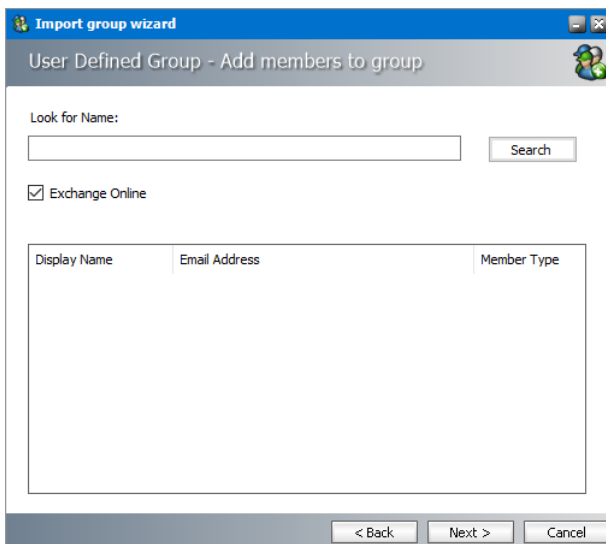 Import group wizard
User Defined Group - Add members to group
Look for Name:
Search
Exchange Online
Display Name Email Address Member Type
< Back Next > Cancel